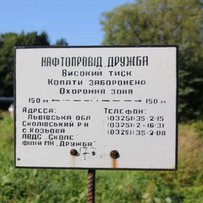 НАФТОПРОВІД ДРУЖБА
Високий тиск
Копати заборонено
Охоронна зона
150 м 150 м
Адреса: Телефон:
Львівська обл (03251) 35-2-15
Сколівський р-н (03251) 2-16-31
с Козьова (03251) 35-2-08
ЛВДС "Сколе"
філія МН "Дружба"